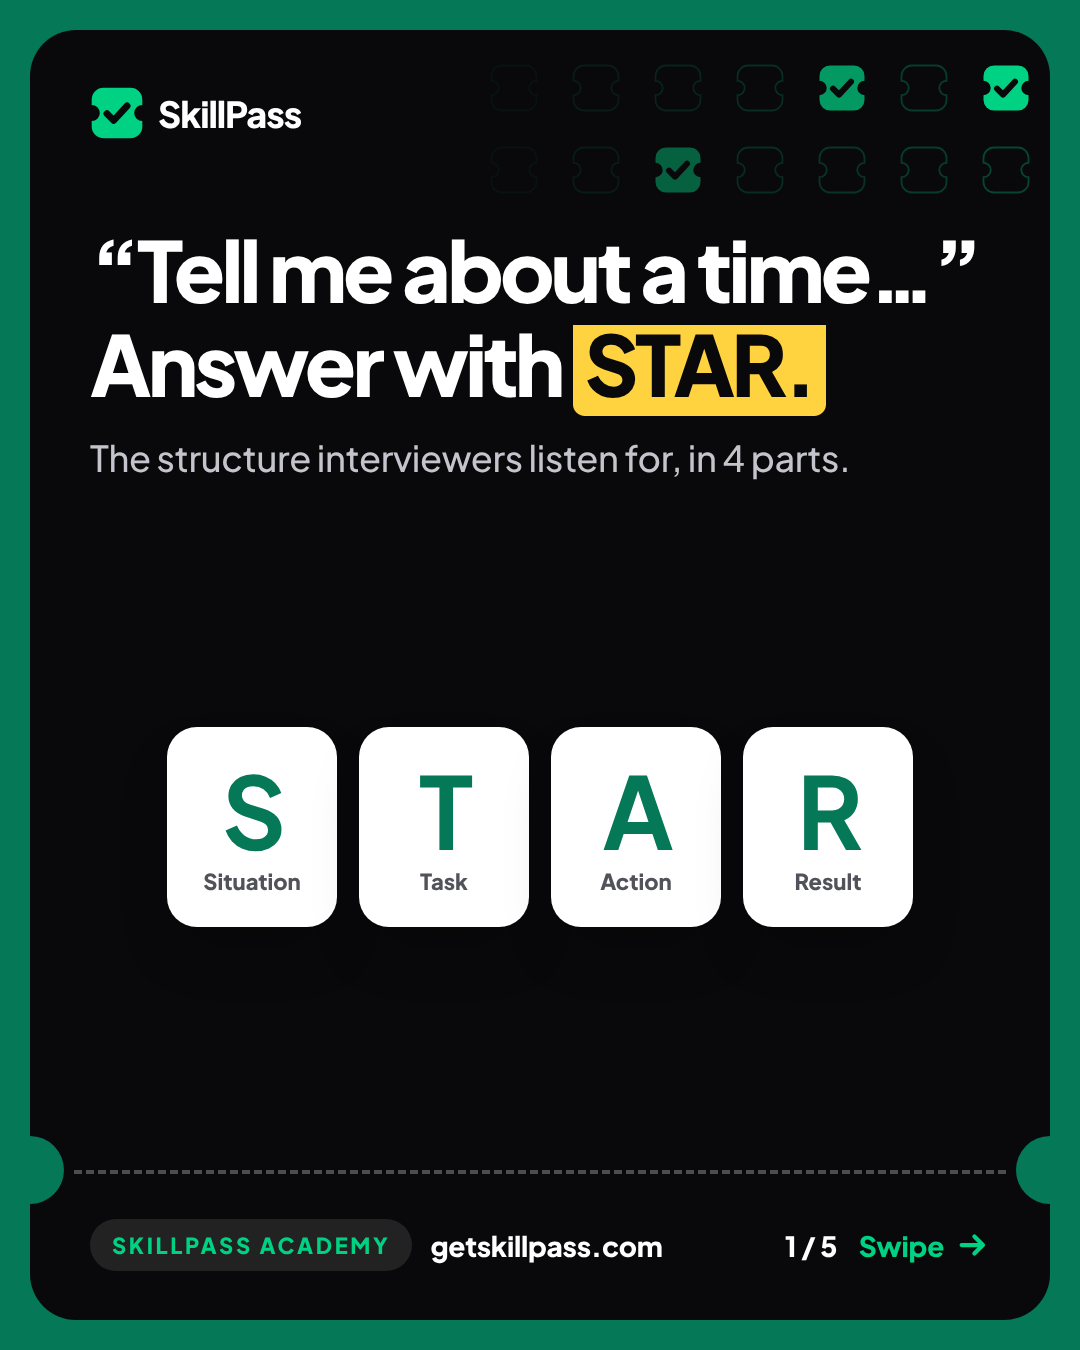 SkillPass
“Tell me about a time...”
Answer with STAR.
The structure interviewers listen for, in 4 parts.
S T A R
Situation Task Action Result
SKILLPASS ACADEMY getskillpass.com 1 / 5 Swipe →